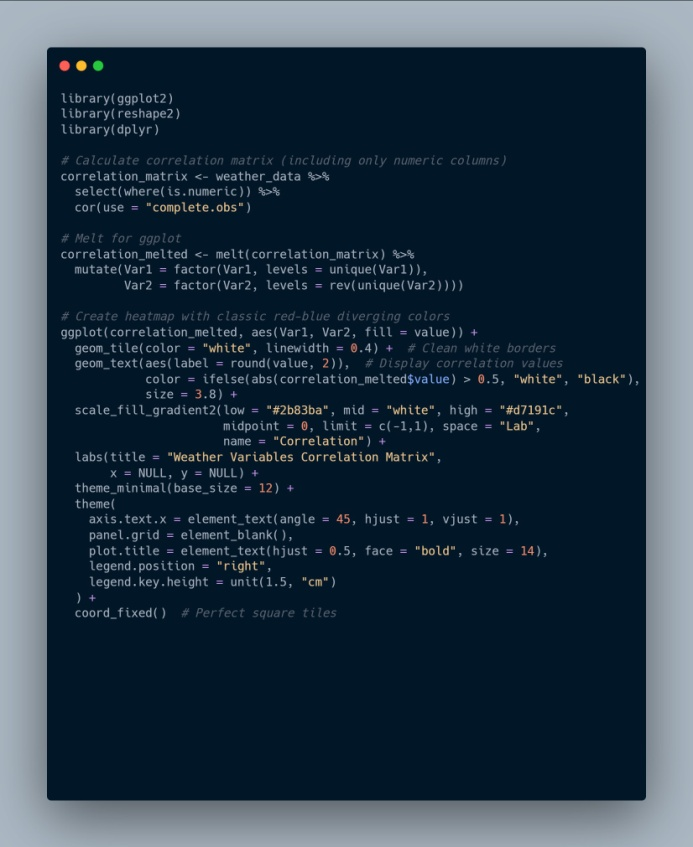 library(ggplot2)
library(reshape2)
library(dplyr)
# Calculate correlation matrix (including only numeric columns)
correlation_matrix <- weather_data %>%
  select(where(is.numeric)) %>%
  cor(use = "complete.obs")
# Melt for ggplot
correlation_melted <- melt(correlation_matrix) %>%
  mutate(Var1 = factor(Var1, levels = unique(Var1)),
         Var2 = factor(Var2, levels = rev(unique(Var2))))
# Create heatmap with classic red-blue diverging colors
ggplot(correlation_melted, aes(Var1, Var2, fill = value)) +
  geom_tile(color = "white", linewidth = 0.4) +  # Clean white borders
  geom_text(aes(label = round(value, 2)),  # Display correlation values
            color = ifelse(abs(correlation_melted$value) > 0.5, "white", "black"),
            size = 3.8) +
  scale_fill_gradient2(low = "#2b83ba", mid = "white", high = "#d7191c",
                       midpoint = 0, limit = c(-1,1), space = "Lab",
                       name = "Correlation") +
  labs(title = "Weather Variables Correlation Matrix",
       x = NULL, y = NULL) +
  theme_minimal(base_size = 12) +
  theme(
    axis.text.x = element_text(angle = 45, hjust = 1, vjust = 1),
    panel.grid = element_blank(),
    plot.title = element_text(hjust = 0.5, face = "bold", size = 14),
    legend.position = "right",
    legend.key.height = unit(1.5, "cm")
  ) +
  coord_fixed()  # Perfect square tiles